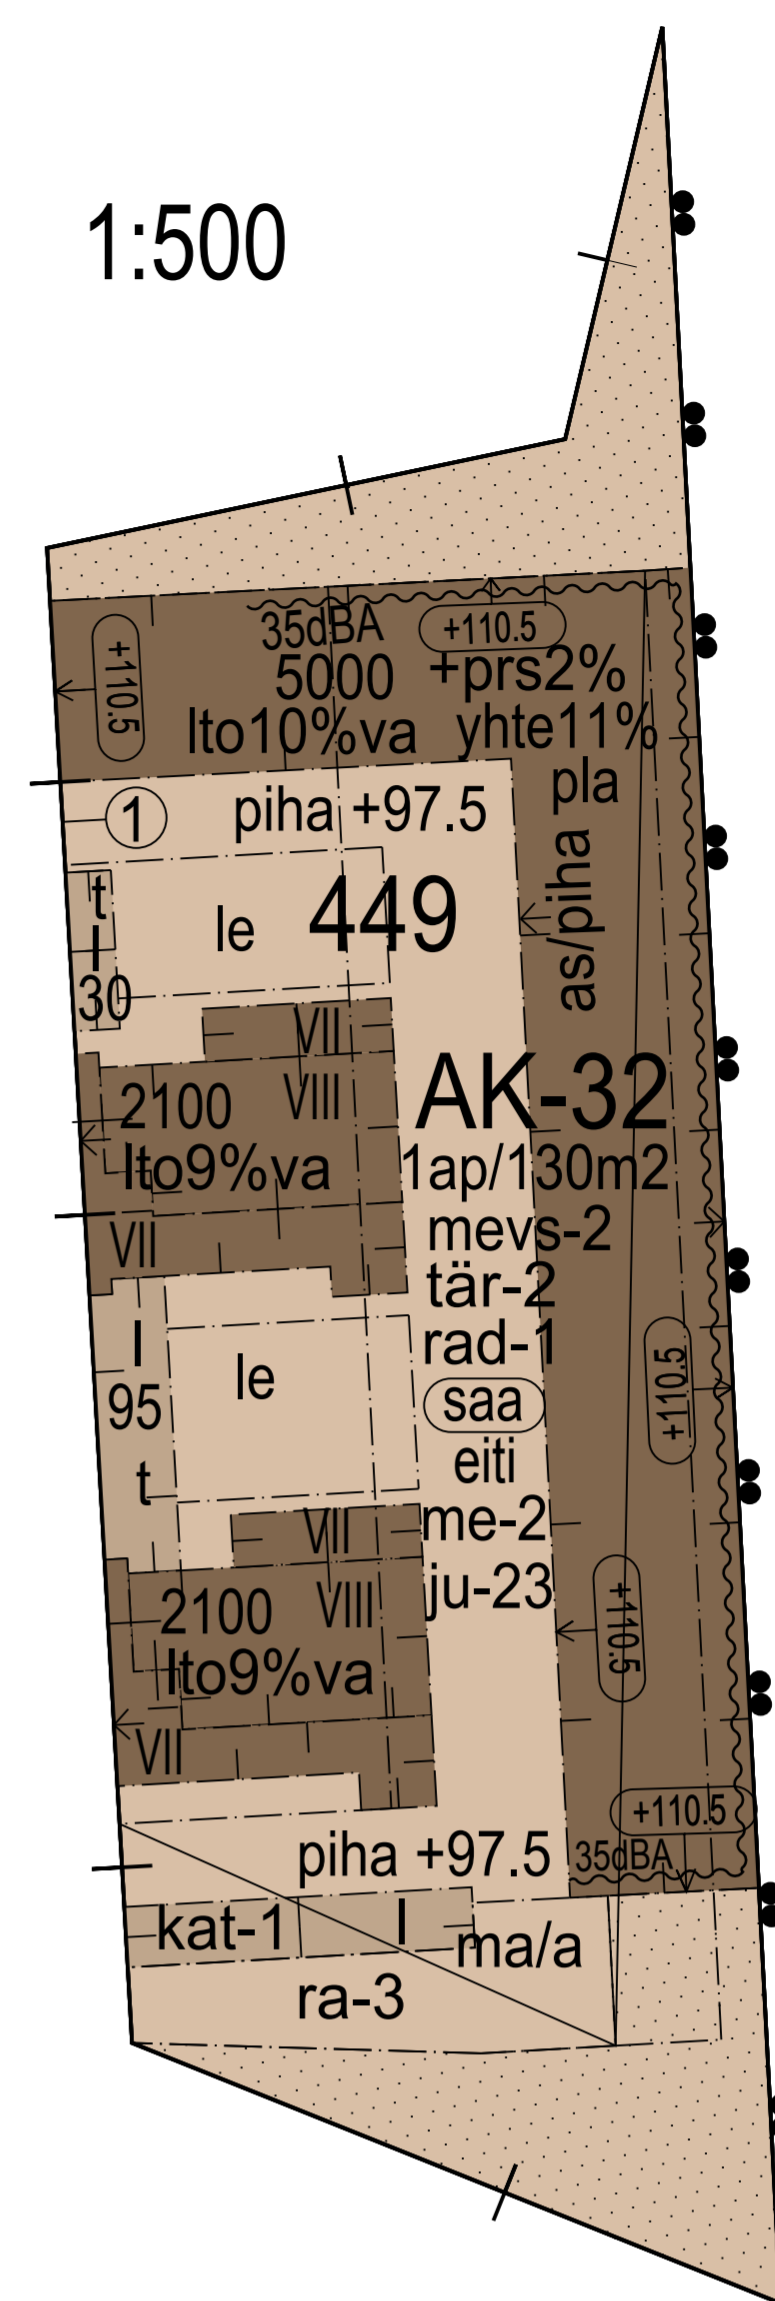 1:500
35dBA
+110.5
+110.5
5000 +prs2%
lto10%va yhte11%
pla
as/piha
1
piha +97.5
t
I
30
le
449
VII
VIII
2100
lto9%va
VII
AK-32
1ap/130m2
mevs-2
tär-2
rad-1
saa
eiti
me-2
ju-23
I
95
t
le
+110.5
VII
VIII
2100
lto9%va
VII
+110.5
+110.5
35dBA
piha +97.5
kat-1
I
ma/a
ra-3